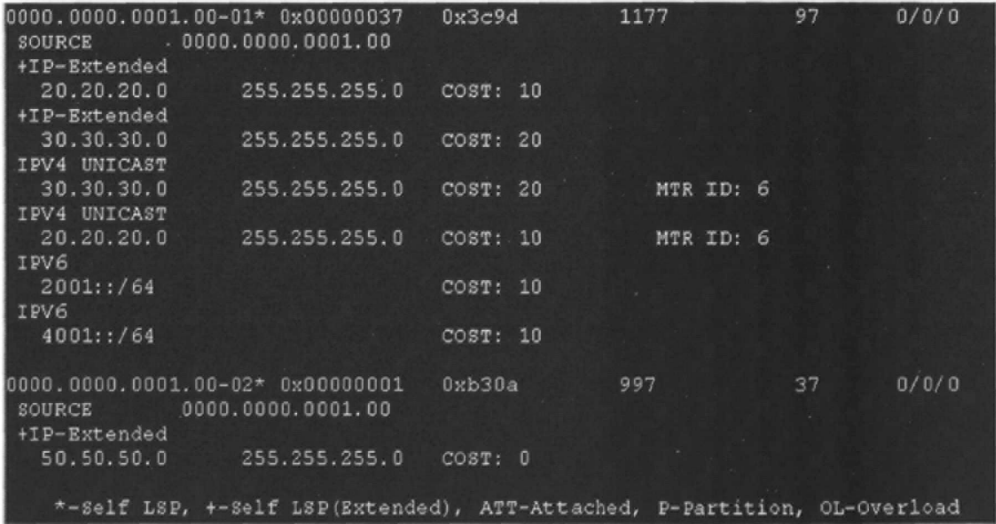 0000.0000.0001.00-01* 0x00000037 0x3c9d 1177 97 0/0/0
SOURCE 0000.0000.0001.00
+IP-Extended
20.20.20.0 255.255.255.0 COST: 10
+IP-Extended
30.30.30.0 255.255.255.0 COST: 20
IPV4 UNICAST
30.30.30.0 255.255.255.0 COST: 20 MTR ID: 6
IPV4 UNICAST
20.20.20.0 255.255.255.0 COST: 10 MTR ID: 6
IPV6
2001::/64 COST: 10
IPV6
4001::/64 COST: 10
0000.0000.0001.00-02* 0x00000001 0xb30a 997 37 0/0/0
SOURCE 0000.0000.0001.00
+IP-Extended
50.50.50.0 255.255.255.0 COST: 0
*-Self LSP, +-Self LSP(Extended), ATT-Attached, P-Partition, OL-Overload